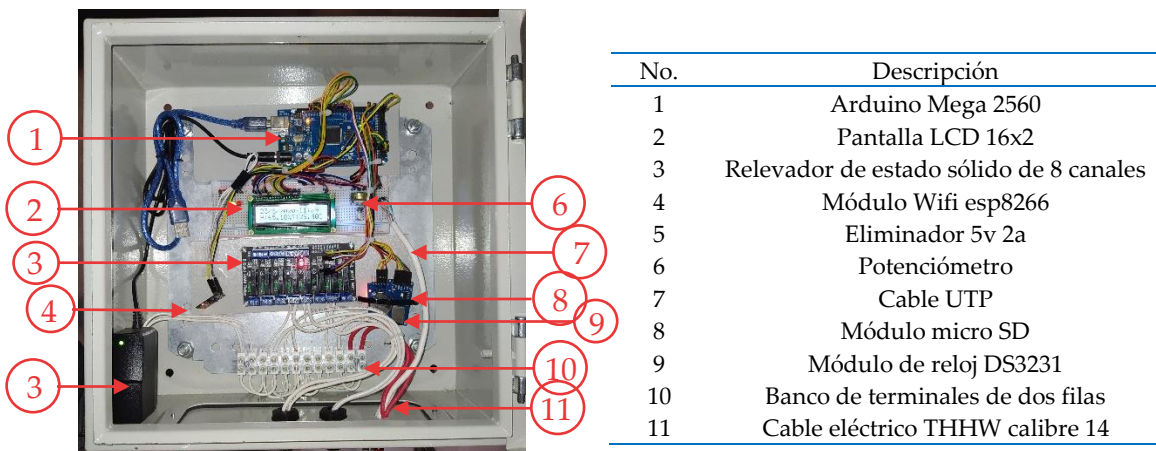 1
2
3
4
3
6
7
8
9
10
11
No. Descripción
1 Arduino Mega 2560
2 Pantalla LCD 16x2
3 Relevador de estado sólido de 8 canales
4 Módulo Wifi esp8266
5 Eliminador 5v 2a
6 Potenciómetro
7 Cable UTP
8 Módulo micro SD
9 Módulo de reloj DS3231
10 Banco de terminales de dos filas
11 Cable eléctrico THHW calibre 14